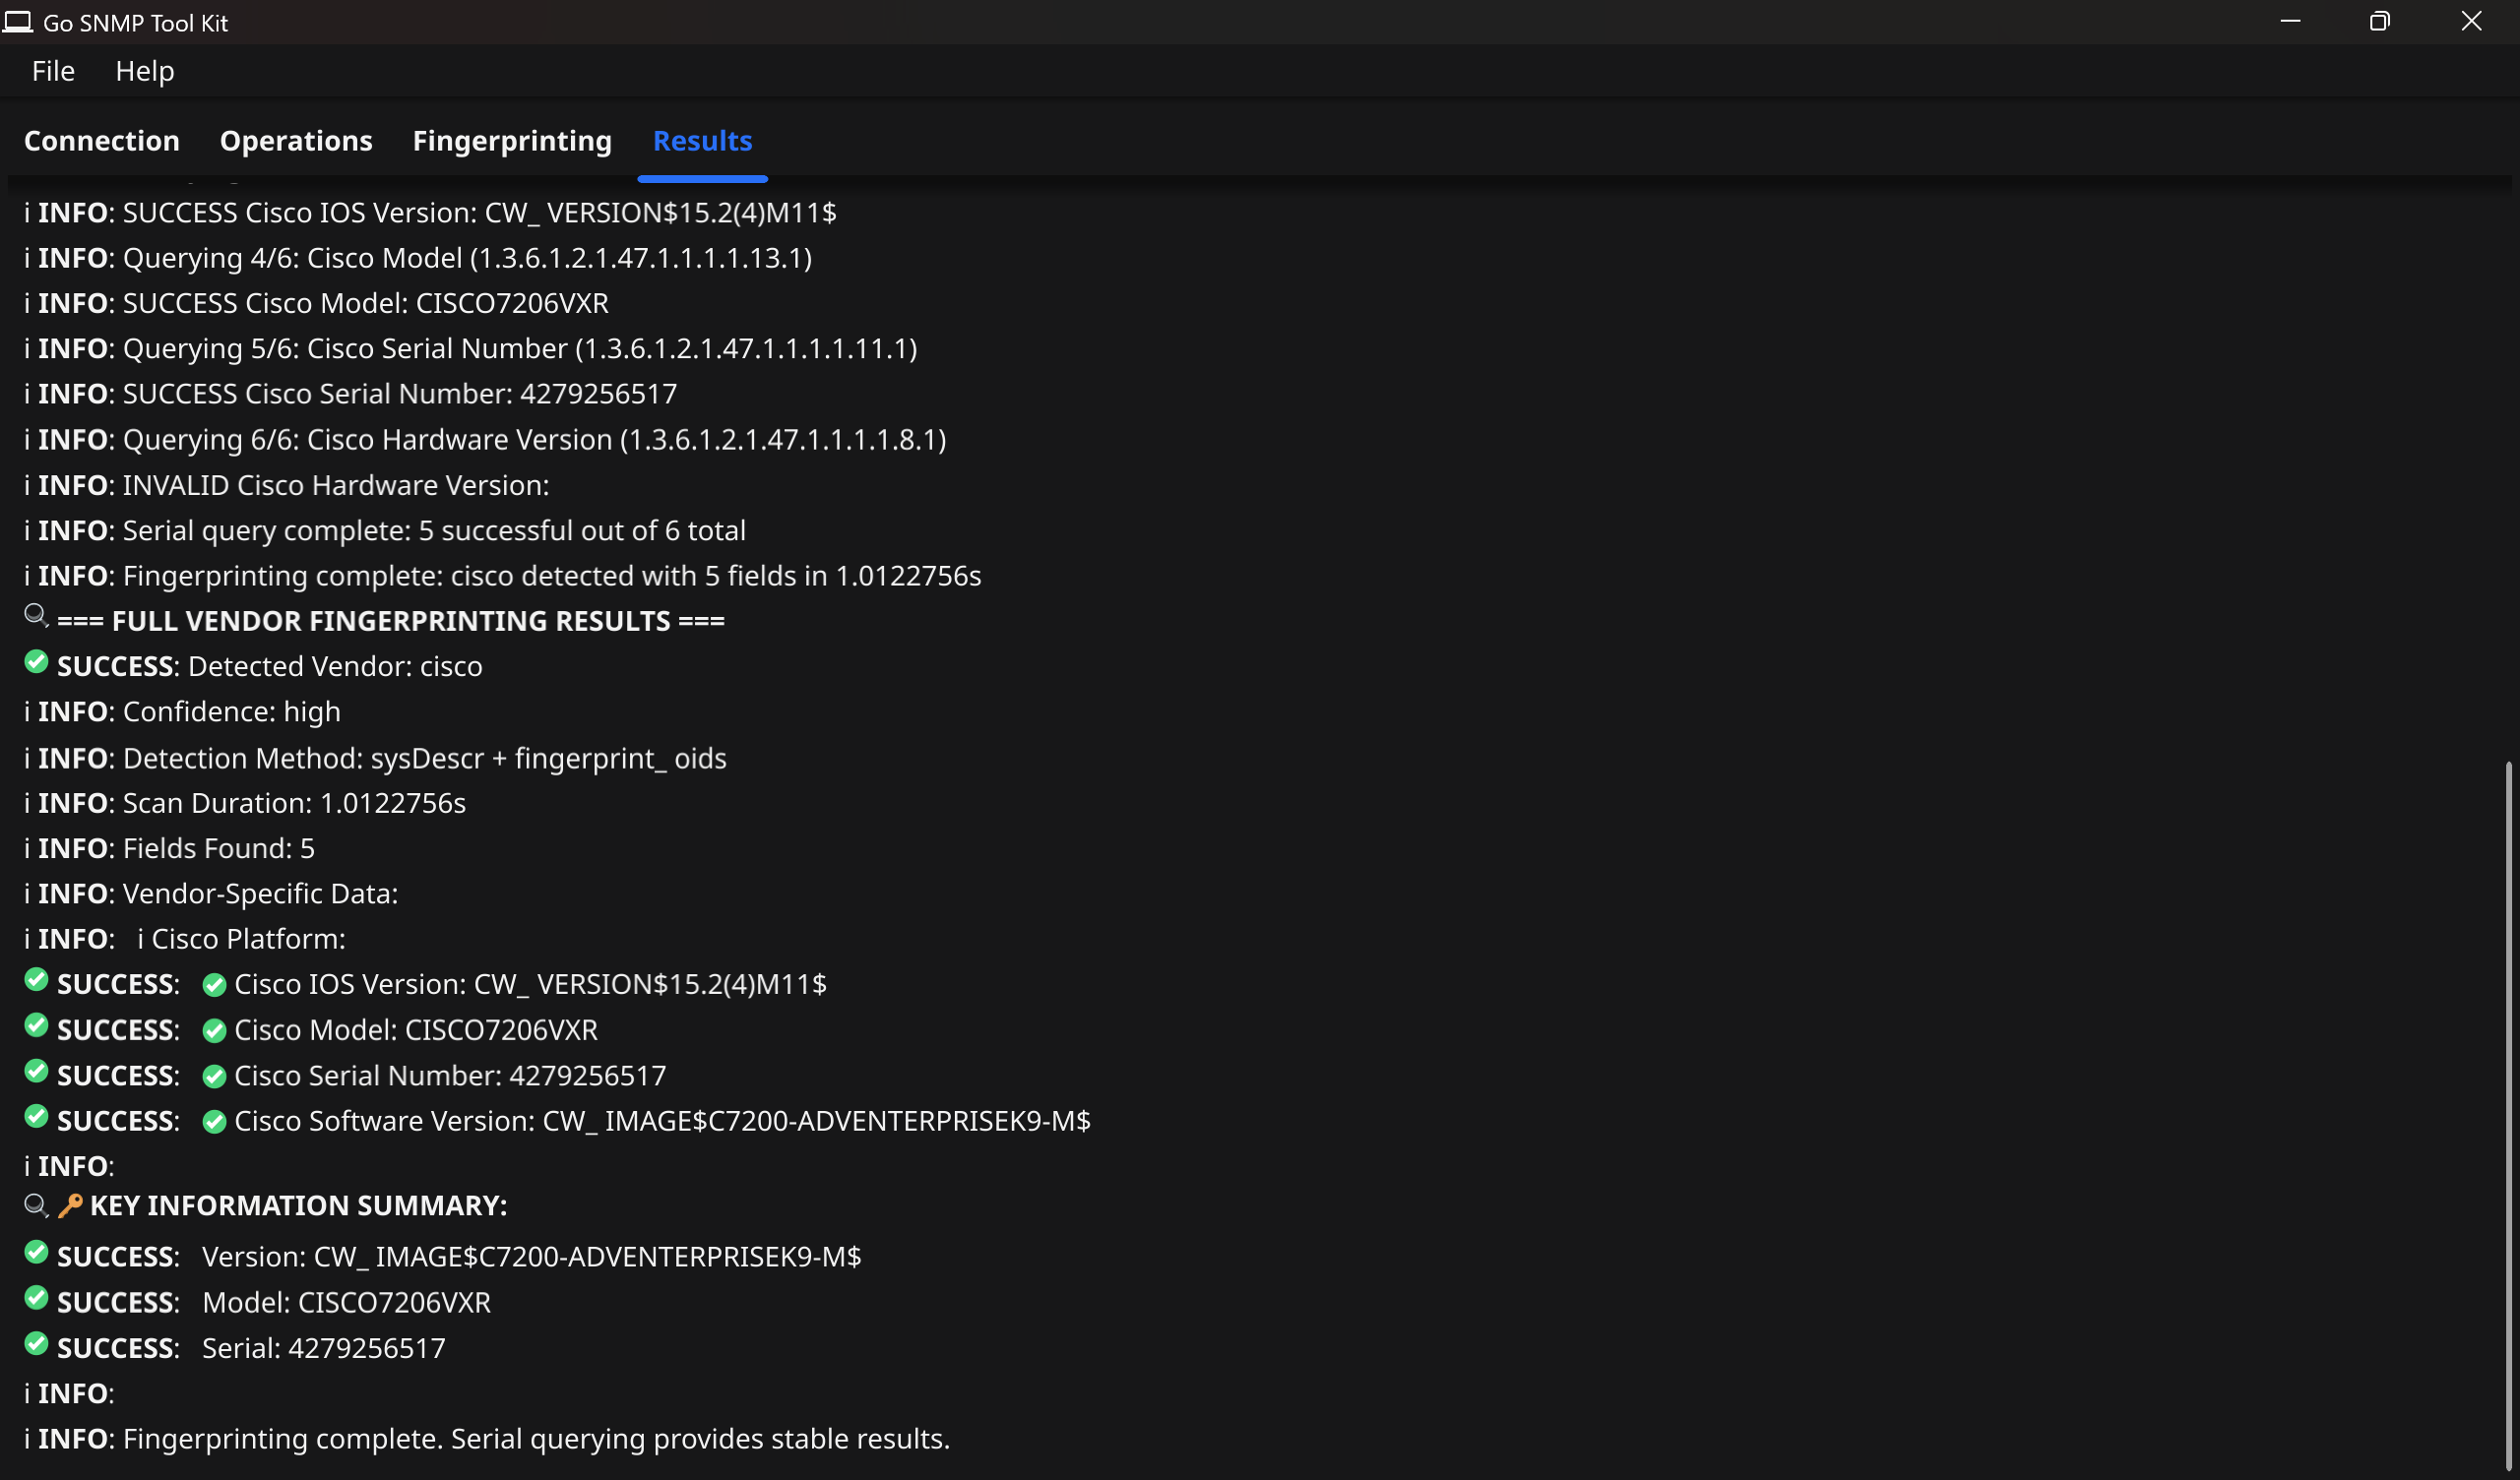 Go SNMP Tool Kit
File Help
Connection Operations Fingerprinting Results
i INFO: SUCCESS Cisco IOS Version: CW_ VERSION$15.2(4)M11$
i INFO: Querying 4/6: Cisco Model (1.3.6.1.2.1.47.1.1.1.1.13.1)
i INFO: SUCCESS Cisco Model: CISCO7206VXR
i INFO: Querying 5/6: Cisco Serial Number (1.3.6.1.2.1.47.1.1.1.1.11.1)
i INFO: SUCCESS Cisco Serial Number: 4279256517
i INFO: Querying 6/6: Cisco Hardware Version (1.3.6.1.2.1.47.1.1.1.1.8.1)
i INFO: INVALID Cisco Hardware Version:
i INFO: Serial query complete: 5 successful out of 6 total
i INFO: Fingerprinting complete: cisco detected with 5 fields in 1.0122756s
🔍 === FULL VENDOR FINGERPRINTING RESULTS ===
✅ SUCCESS: Detected Vendor: cisco
i INFO: Confidence: high
i INFO: Detection Method: sysDescr + fingerprint_ oids
i INFO: Scan Duration: 1.0122756s
i INFO: Fields Found: 5
i INFO: Vendor-Specific Data:
i INFO: i Cisco Platform:
✅ SUCCESS: ✅ Cisco IOS Version: CW_ VERSION$15.2(4)M11$
✅ SUCCESS: ✅ Cisco Model: CISCO7206VXR
✅ SUCCESS: ✅ Cisco Serial Number: 4279256517
✅ SUCCESS: ✅ Cisco Software Version: CW_ IMAGE$C7200-ADVENTERPRISEK9-M$
i INFO:
🔍 🔑 KEY INFORMATION SUMMARY:
✅ SUCCESS: Version: CW_ IMAGE$C7200-ADVENTERPRISEK9-M$
✅ SUCCESS: Model: CISCO7206VXR
✅ SUCCESS: Serial: 4279256517
i INFO:
i INFO: Fingerprinting complete. Serial querying provides stable results.